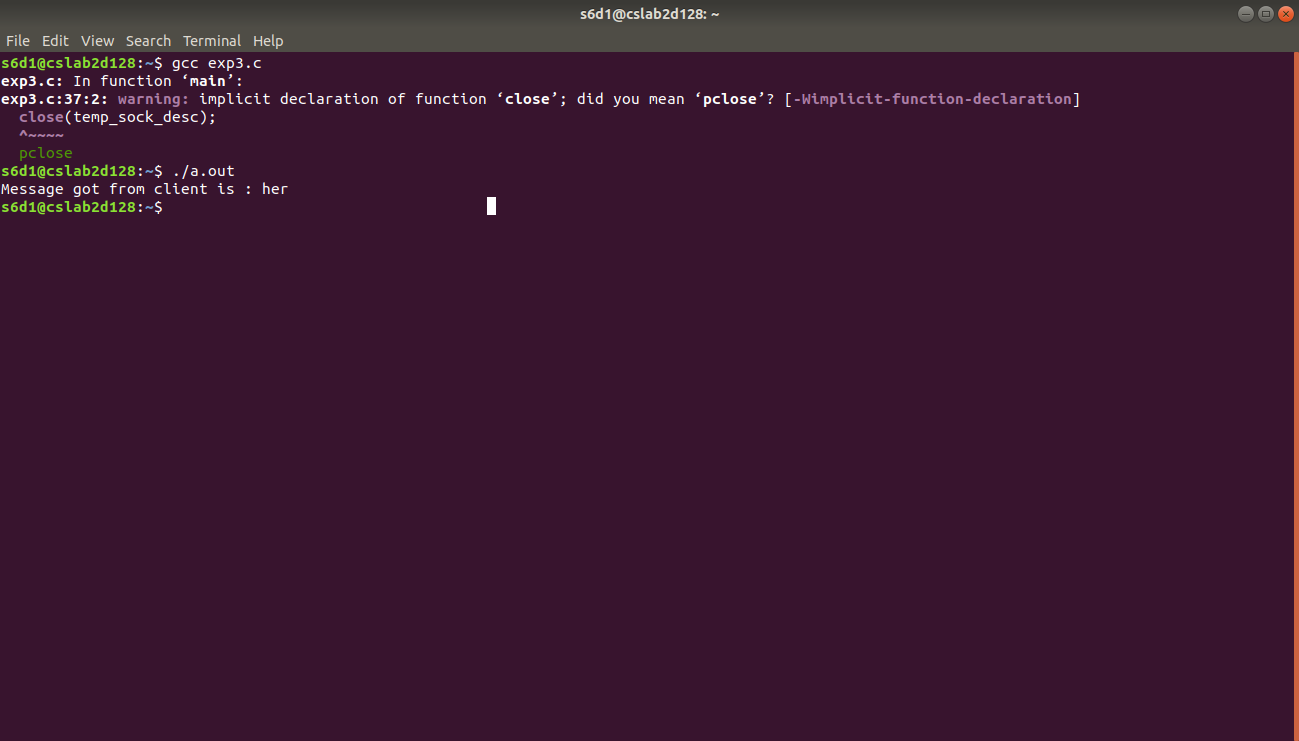 s6d1@cslab2d128: ~
File Edit View Search Terminal Help
s6d1@cslab2d128:~$ gcc exp3.c
exp3.c: In function ‘main’:
exp3.c:37:2: warning: implicit declaration of function ‘close’; did you mean ‘pclose’? [-Wimplicit-function-declaration]
  close(temp_sock_desc);
  ^~~~~
  pclose
s6d1@cslab2d128:~$ ./a.out
Message got from client is : her
s6d1@cslab2d128:~$